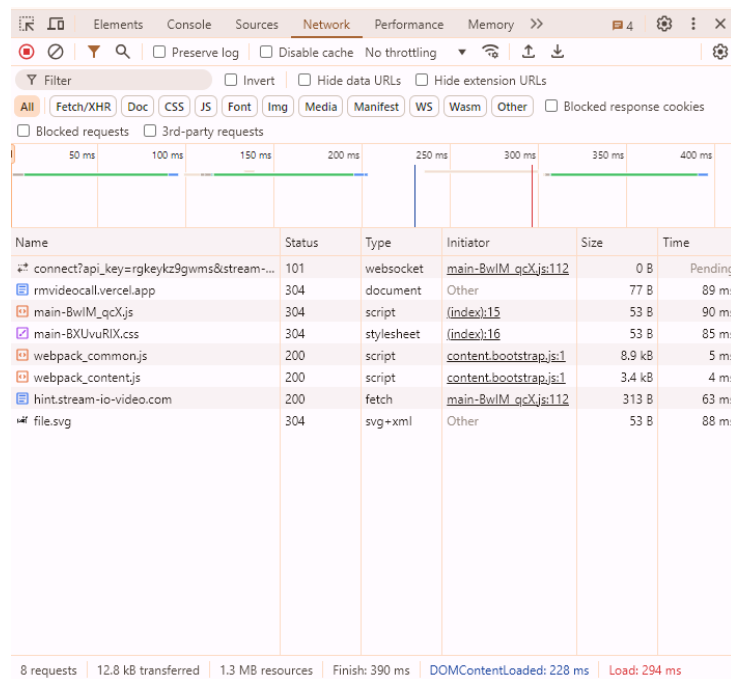 Elements Console Sources Network Performance Memory 4
Preserve log Disable cache No throttling
Filter Invert Hide data URLs Hide extension URLs
All Fetch/XHR Doc CSS JS Font Img Media Manifest WS Wasm Other Blocked response cookies
Blocked requests 3rd-party requests
50 ms 100 ms 150 ms 200 ms 250 ms 300 ms 350 ms 400 ms
Name Status Type Initiator Size Time
connect?api_key=rgkeykz9gwms&stream-... 101 websocket main-BwIM_qcX.js:112 0 B Pending
rmvideocall.vercel.app 304 document Other 77 B 89 ms
main-BwIM_qcX.js 304 script (index):15 53 B 90 ms
main-BXUvuRIX.css 304 stylesheet (index):16 53 B 85 ms
webpack_common.js 200 script content.bootstrap.js:1 8.9 kB 5 ms
webpack_content.js 200 script content.bootstrap.js:1 3.4 kB 4 ms
hint.stream-io-video.com 200 fetch main-BwIM_qcX.js:112 313 B 63 ms
file.svg 304 svg+xml Other 53 B 88 ms
8 requests 12.8 kB transferred 1.3 MB resources Finish: 390 ms DOMContentLoaded: 228 ms Load: 294 ms